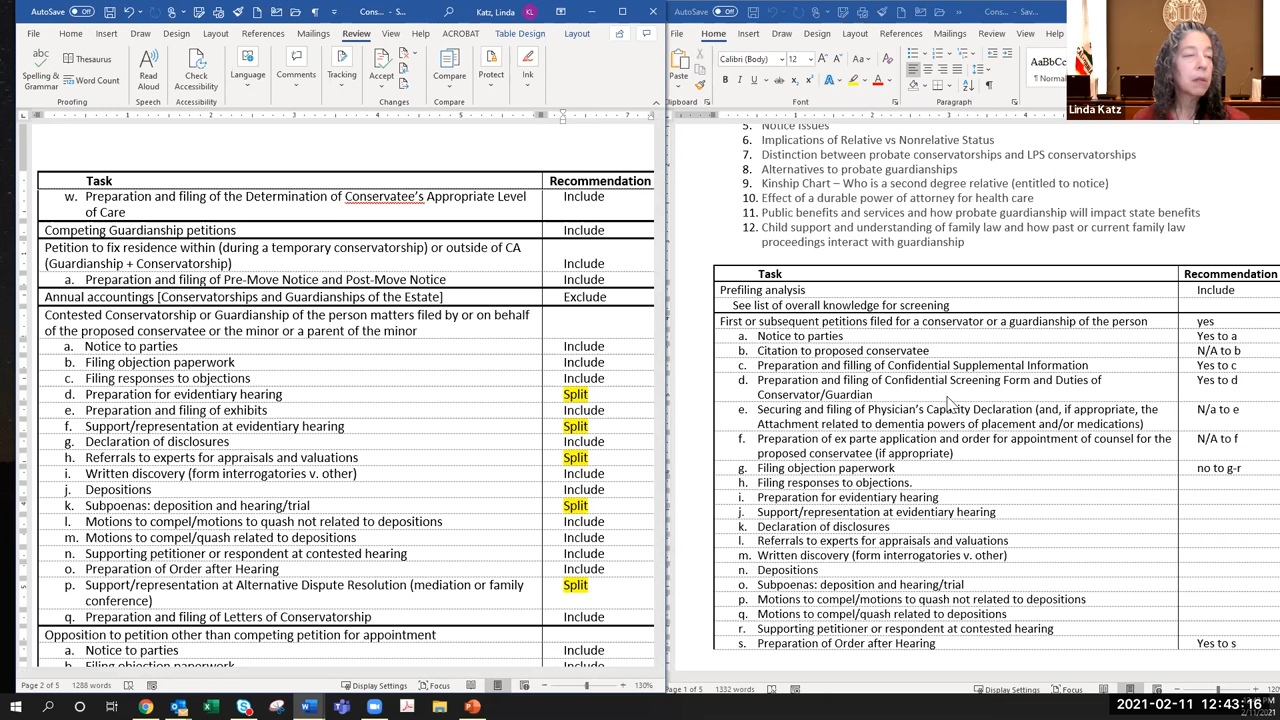 AutoSave Off Cons... - S... Katz, Linda KL
File Home Insert Draw Design Layout References Mailings Review View Help ACROBAT Table Design Layout
abc
Spelling & Grammar
Thesaurus
Word Count
Read Aloud
Check Accessibility
Language
Comments
Tracking
Accept
Compare
Protect
Ink
Proofing Speech Accessibility Changes Compare
Task Recommendation
w. Preparation and filing of the Determination of Conservatee's Appropriate Level Include
of Care
Competing Guardianship petitions Include
Petition to fix residence within (during a temporary conservatorship) or outside of CA
(Guardianship + Conservatorship) Include
a. Preparation and filing of Pre-Move Notice and Post-Move Notice Include
Annual accountings [Conservatorships and Guardianships of the Estate] Exclude
Contested Conservatorship or Guardianship of the person matters filed by or on behalf
of the proposed conservatee or the minor or a parent of the minor
a. Notice to parties Include
b. Filing objection paperwork Include
c. Filing responses to objections Include
d. Preparation for evidentiary hearing Split
e. Preparation and filing of exhibits Include
f. Support/representation at evidentiary hearing Split
g. Declaration of disclosures Include
h. Referrals to experts for appraisals and valuations Split
i. Written discovery (form interrogatories v. other) Include
j. Depositions Include
k. Subpoenas: deposition and hearing/trial Split
l. Motions to compel/motions to quash not related to depositions Include
m. Motions to compel/quash related to depositions Include
n. Supporting petitioner or respondent at contested hearing Include
o. Preparation of Order after Hearing Include
p. Support/representation at Alternative Dispute Resolution (mediation or family Split
conference)
q. Preparation and filing of Letters of Conservatorship Include
Opposition to petition other than competing petition for appointment
a. Notice to parties Include
b. Filing objection paperwork Include
Page 2 of 5 1288 words Display Settings Focus 130%
AutoSave Off Cons... - Sav...
File Home Insert Draw Design Layout References Mailings Review View Help
Paste
Calibri (Body) 12
B I U
AaBbCc
Normal
Clipboard Font Paragraph
Linda Katz
5. Notice Issues
6. Implications of Relative vs Nonrelative Status
7. Distinction between probate conservatorships and LPS conservatorships
8. Alternatives to probate guardianships
9. Kinship Chart – Who is a second degree relative (entitled to notice)
10. Effect of a durable power of attorney for health care
11. Public benefits and services and how probate guardianship will impact state benefits
12. Child support and understanding of family law and how past or current family law
proceedings interact with guardianship
Task Recommendation
Prefiling analysis Include
See list of overall knowledge for screening
First or subsequent petitions filed for a conservator or a guardianship of the person yes
a. Notice to parties Yes to a
b. Citation to proposed conservatee N/A to b
c. Preparation and filling of Confidential Supplemental Information Yes to c
d. Preparation and filing of Confidential Screening Form and Duties of Yes to d
Conservator/Guardian
e. Securing and filing of Physician's Capacity Declaration (and, if appropriate, the N/a to e
Attachment related to dementia powers of placement and/or medications)
f. Preparation of ex parte application and order for appointment of counsel for the N/A to f
proposed conservatee (if appropriate)
g. Filing objection paperwork no to g-r
h. Filing responses to objections.
i. Preparation for evidentiary hearing
j. Support/representation at evidentiary hearing
k. Declaration of disclosures
l. Referrals to experts for appraisals and valuations
m. Written discovery (form interrogatories v. other)
n. Depositions
o. Subpoenas: deposition and hearing/trial
p. Motions to compel/motions to quash not related to depositions
q. Motions to compel/quash related to depositions
r. Supporting petitioner or respondent at contested hearing
s. Preparation of Order after Hearing Yes to s
Page 1 of 5 1332 words Display Settings Focus
2021-02-11 12:43:16